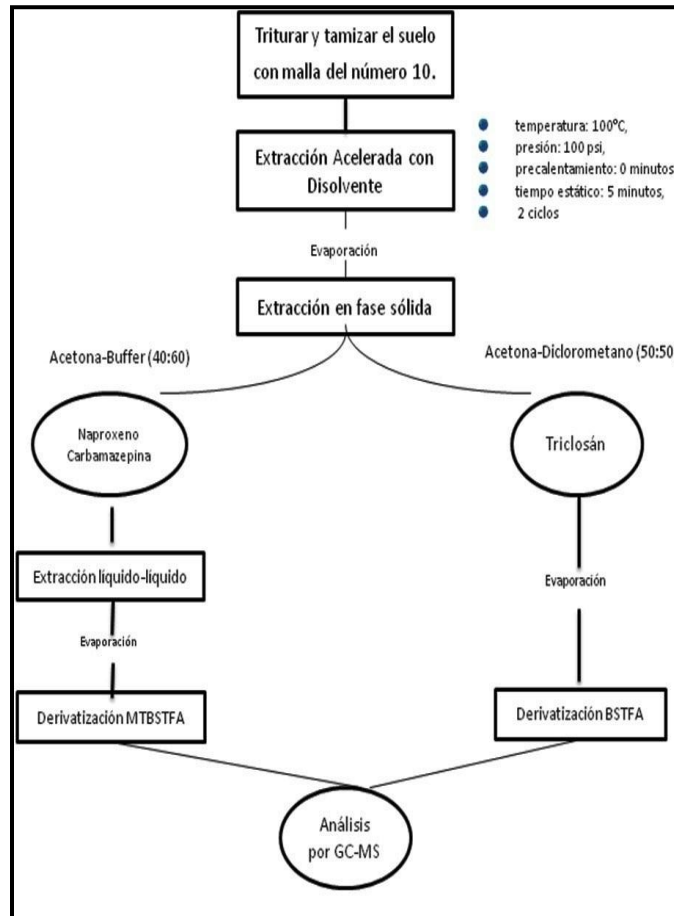 Triturar y tamizar el suelo
con malla del número 10.
Extracción Acelerada con
Disolvente
temperatura: 100°C,
presión: 100 psi,
precalentamiento: 0 minutos
tiempo estático: 5 minutos,
2 ciclos
Evaporación
Extracción en fase sólida
Acetona-Buffer (40:60)
Acetona-Diclorometano (50:50
Naproxeno
Carbamazepina
Triclosán
Extracción líquido-líquido
Evaporación
Evaporación
Derivatización MTBSTFA
Derivatización BSTFA
Análisis
por GC-MS